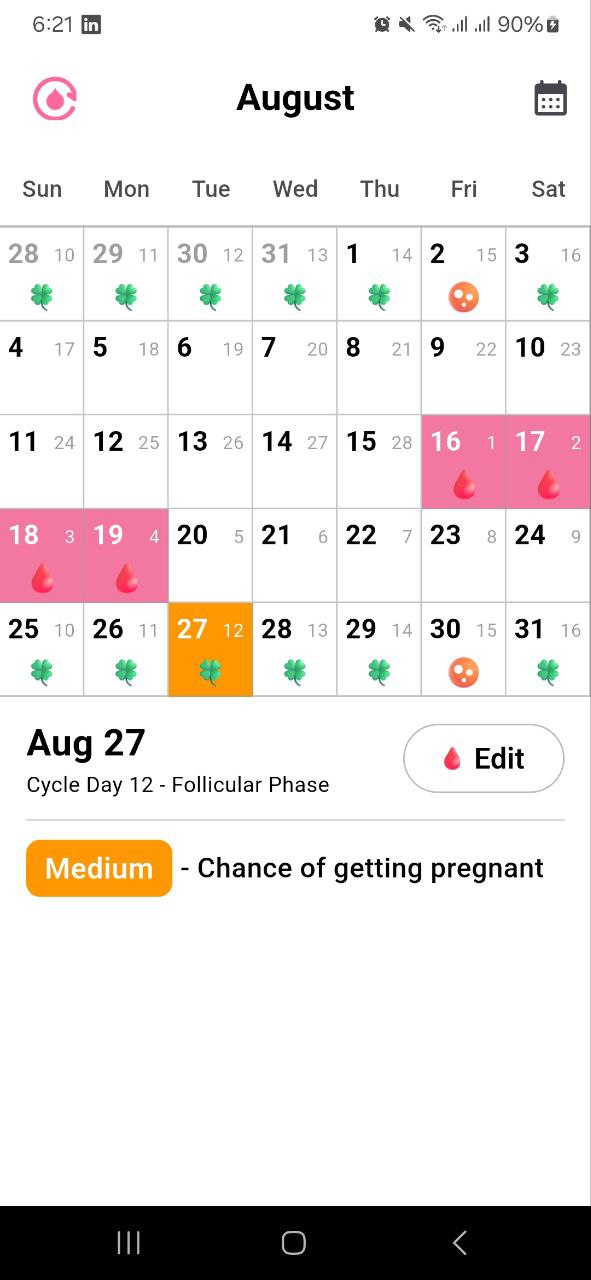 6:21 in 90%
August
Sun Mon Tue Wed Thu Fri Sat
28 10 29 11 30 12 31 13 1 14 2 15 3 16
4 17 5 18 6 19 7 20 8 21 9 22 10 23
11 24 12 25 13 26 14 27 15 28 16 1 17 2
18 3 19 4 20 5 21 6 22 7 23 8 24 9
25 10 26 11 27 12 28 13 29 14 30 15 31 16
Aug 27
Edit
Cycle Day 12 - Follicular Phase
Medium - Chance of getting pregnant